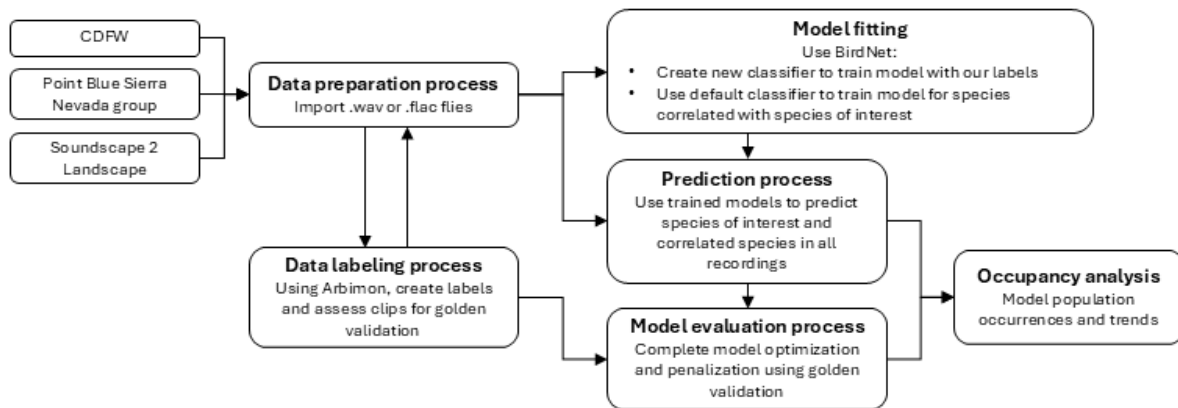 CDFW
Point Blue Sierra
Nevada group
Soundscape 2
Landscape
Data preparation process
Import .wav or .flac flies
Data labeling process
Using Arbimon, create labels
and assess clips for golden
validation
Model fitting
Use BirdNet:
• Create new classifier to train model with our labels
• Use default classifier to train model for species
correlated with species of interest
Prediction process
Use trained models to predict
species of interest and
correlated species in all
recordings
Model evaluation process
Complete model optimization
and penalization using golden
validation
Occupancy analysis
Model population
occurrences and trends